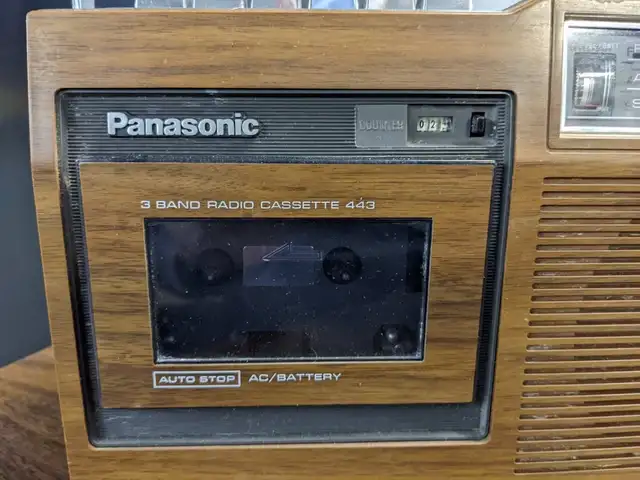 Panasonic
COUNTER
3 BAND RADIO CASSETTE 443
AUTO STOP AC/BATTERY